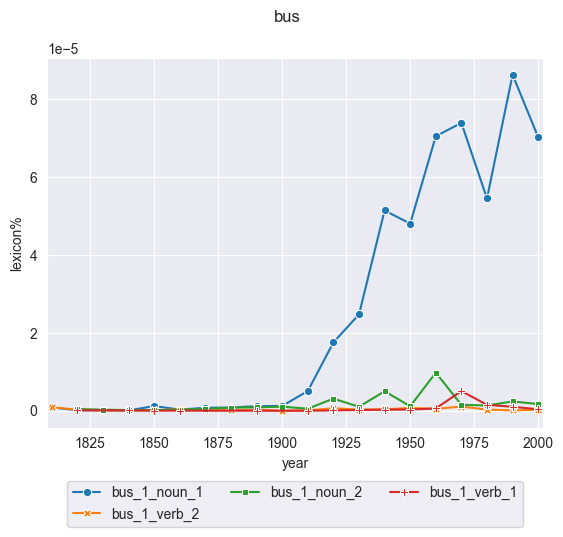 bus
1e−5
8
6
4
2
0
lexicon%
1825 1850 1875 1900 1925 1950 1975 2000
year
bus_1_noun_1 bus_1_noun_2 bus_1_verb_1
bus_1_verb_2